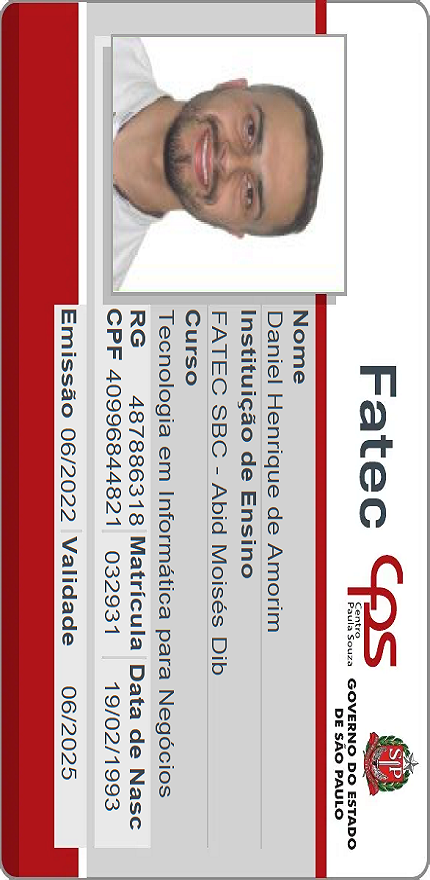 Fatec
CPS
Centro
Paula Souza
GOVERNO DO ESTADO
DE SÃO PAULO
SP
Nome
Daniel Henrique de Amorim
Instituição de Ensino
FATEC SBC - Abid Moisés Dib
Curso
Tecnologia em Informática para Negócios
RG 487886318 Matrícula Data de Nasc
CPF 40996844821 032931 19/02/1993
Emissão 06/2022 Validade 06/2025